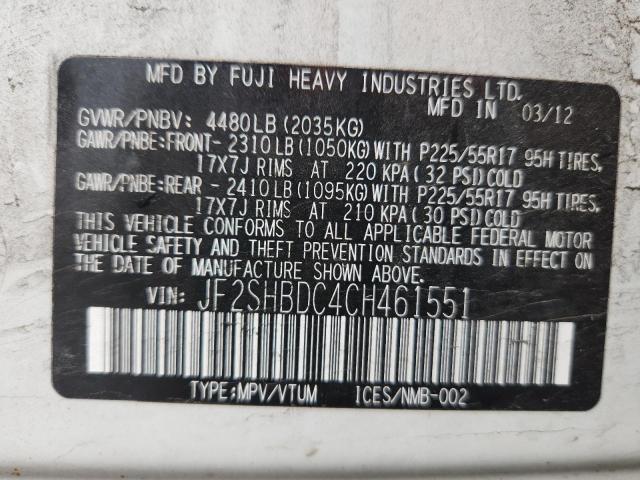 MFD BY FUJI HEAVY INDUSTRIES LTD.
MFD IN 03/12
GVWR/PNBV: 4480LB(2035KG)
GAWR/PNBE:FRONT-2310LB(1050KG)WITH P225/55R17 95H TIRES,
17X7J RIMS AT 220 KPA(32 PSI)COLD
GAWR/PNBE:REAR -2410LB(1095KG)WITH P225/55R17 95H TIRES,
17X7J RIMS AT 210 KPA(30 PSI)COLD
THIS VEHICLE CONFORMS TO ALL APPLICABLE FEDERAL MOTOR
VEHICLE SAFETY AND THEFT PREVENTION STANDARDS IN EFFECT ON
THE DATE OF MANUFACTURE SHOWN ABOVE.
VIN: JF2SHBDC4CH461551
TYPE:MPV/VTUM ICES/NMB-002